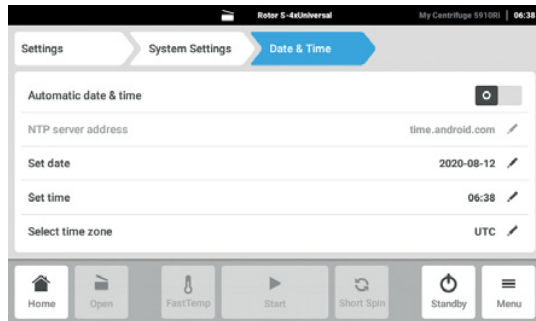 Rotor S-4xUniversal My Centrifuge 5910Ri 06:38
Settings System Settings Date & Time
Automatic date & time
NTP server address time.android.com
Set date 2020-08-12
Set time 06:38
Select time zone UTC
Home Open FastTemp Start Short Spin Standby Menu